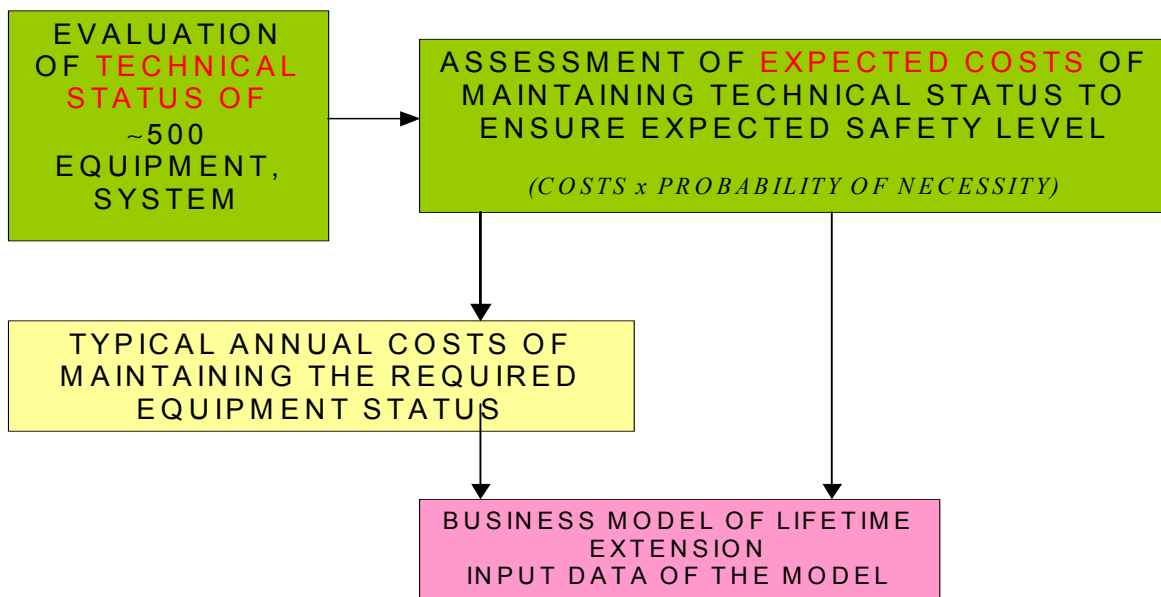 EVALUATION
OF TECHNICAL
STATUS OF
~500
EQUIPMENT,
SYSTEM
ASSESSMENT OF EXPECTED COSTS OF
MAINTAINING TECHNICAL STATUS TO
ENSURE EXPECTED SAFETY LEVEL
(COSTS x PROBABILITY OF NECESSITY)
TYPICAL ANNUAL COSTS OF
MAINTAINING THE REQUIRED
EQUIPMENT STATUS
BUSINESS MODEL OF LIFETIME
EXTENSION
INPUT DATA OF THE MODEL